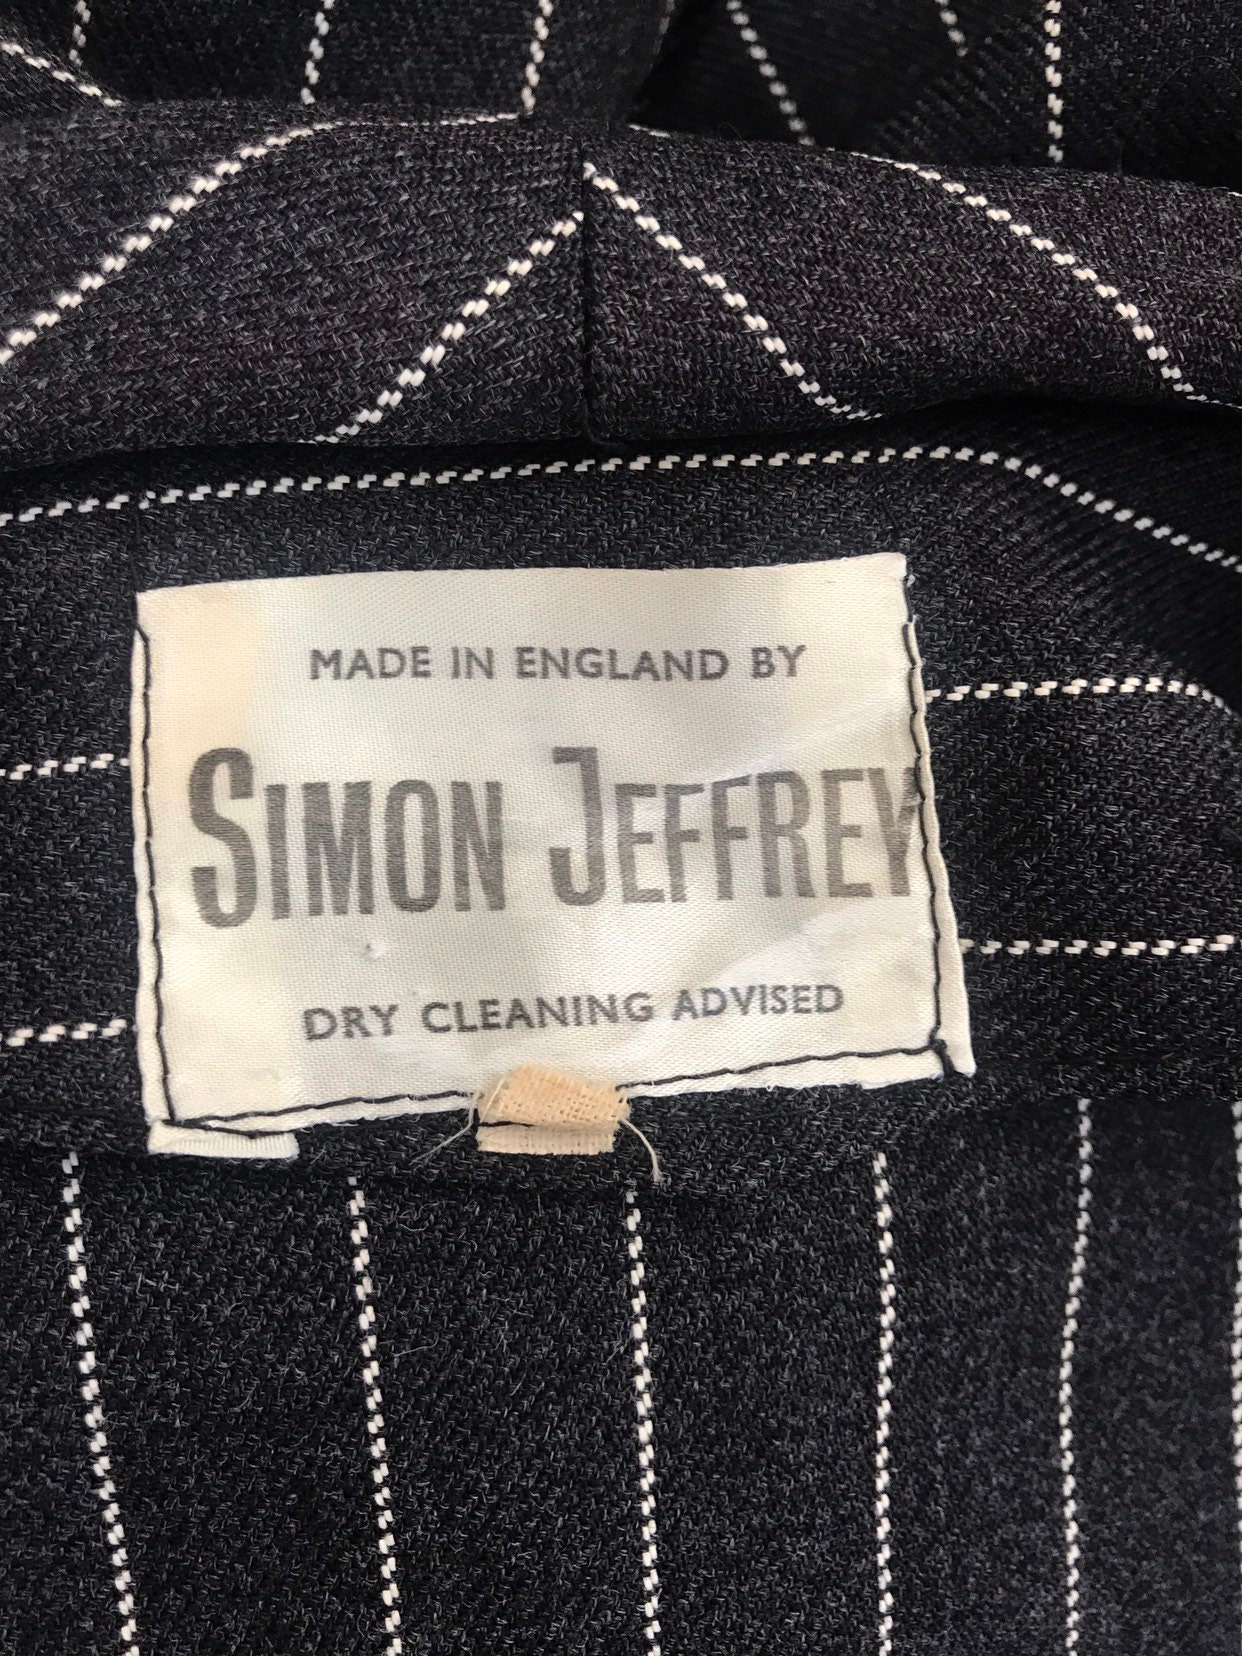 MADE IN ENGLAND BY
SIMON JEFFREY
DRY CLEANING ADVISED